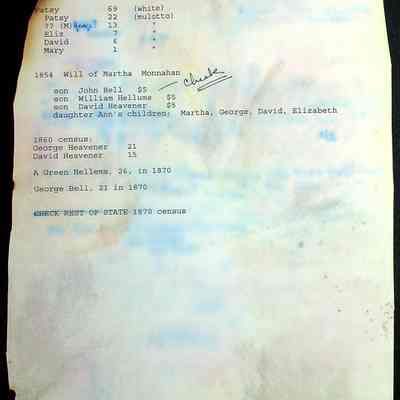 Patsy 69 (white)
Patsy 22 (mulotto)
?? (M) George? 13 "
Eliz 7 "
David 6 "
Mary 1 "
1854 Will of Martha Monnahan — Check
son John Bell $5
son William Hellums $5
son David Heavener $5
daughter Ann's children; Martha, George, David, Elizabeth
1860 census:
George Heavener 21
David Heavener 15
A Green Hellems, 26, in 1870
George Bell, 21 in 1870
CHECK REST OF STATE 1870 census